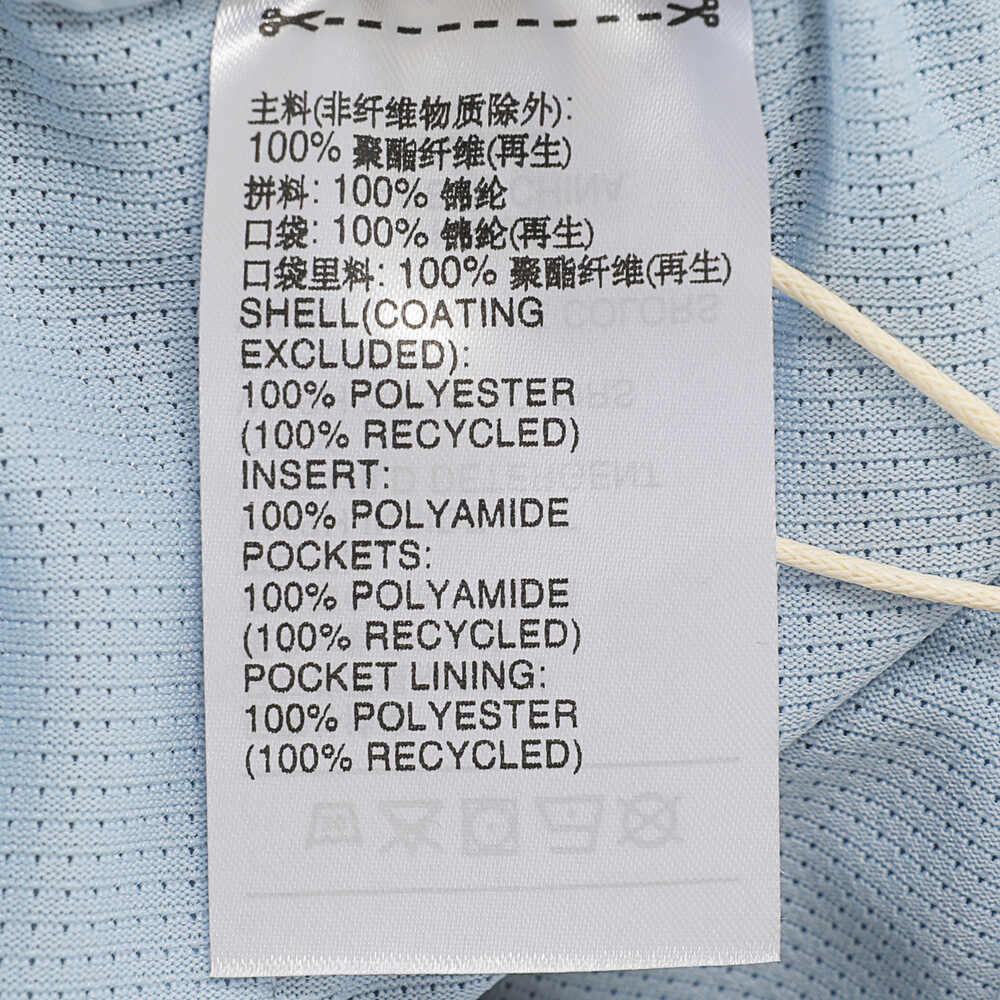 主料(非纤维物质除外):
100% 聚酯纤维(再生)
拼料: 100% 锦纶
口袋: 100% 锦纶(再生)
口袋里料: 100% 聚酯纤维(再生)
SHELL(COATING
EXCLUDED):
100% POLYESTER
(100% RECYCLED)
INSERT:
100% POLYAMIDE
POCKETS:
100% POLYAMIDE
(100% RECYCLED)
POCKET LINING:
100% POLYESTER
(100% RECYCLED)